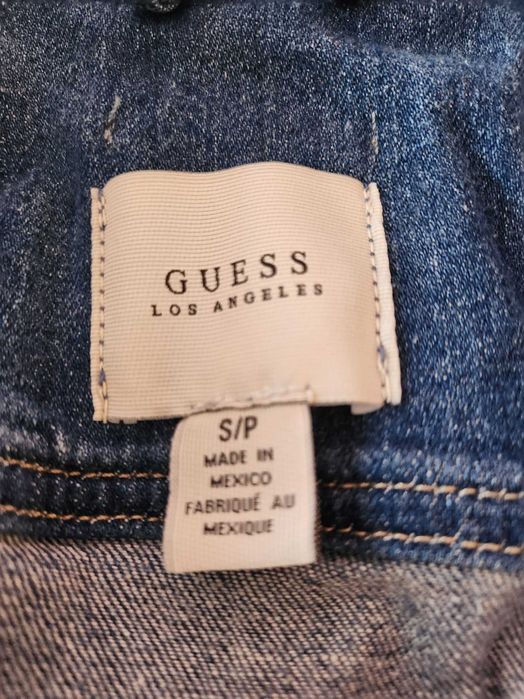 GUESS
LOS ANGELES
S/P
MADE IN
MEXICO
FABRIQUÉ AU
MEXIQUE